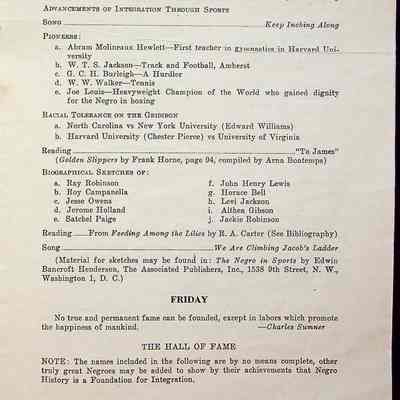 ADVANCEMENTS OF INTEGRATION THROUGH SPORTS
SONG Keep Inching Along
PIONEERS:
a. Abram Molineaux Hewlett—First teacher in gymnastics in Harvard Uni-
versity
b. W. T. S. Jackson—Track and Football, Amherst
c. G. C. H. Burleigh—A Hurdler
d. W. W. Walker—Tennis
e. Joe Louis—Heavyweight Champion of the World who gained dignity
for the Negro in boxing
RACIAL TOLERANCE ON THE GRIDIRON
a. North Carolina vs New York University (Edward Williams)
b. Harvard University (Chester Pierce) vs University of Virginia
Reading "To James"
(Golden Slippers by Frank Horne, page 94, compiled by Arna Bontemps)
BIOGRAPHICAL SKETCHES OF:
a. Ray Robinson
b. Roy Campanella
c. Jesse Owens
d. Jerome Holland
e. Satchel Paige
f. John Henry Lewis
g. Horace Bell
h. Levi Jackson
i. Althea Gibson
j. Jackie Robinson
Reading From Feeding Among the Lilies by R. A. Carter (See Bibliography)
Song We Are Climbing Jacob's Ladder
(Material for sketches may be found in: The Negro in Sports by Edwin
Bancroft Henderson, The Associated Publishers, Inc., 1538 9th Street, N. W.,
Washington 1, D. C.)
FRIDAY
No true and permanent fame can be founded, except in labors which promote
the happiness of mankind. —Charles Sumner
THE HALL OF FAME
NOTE: The names included in the following are by no means complete, other
truly great Negroes may be added to show by their achievements that Negro
History is a Foundation for Integration.